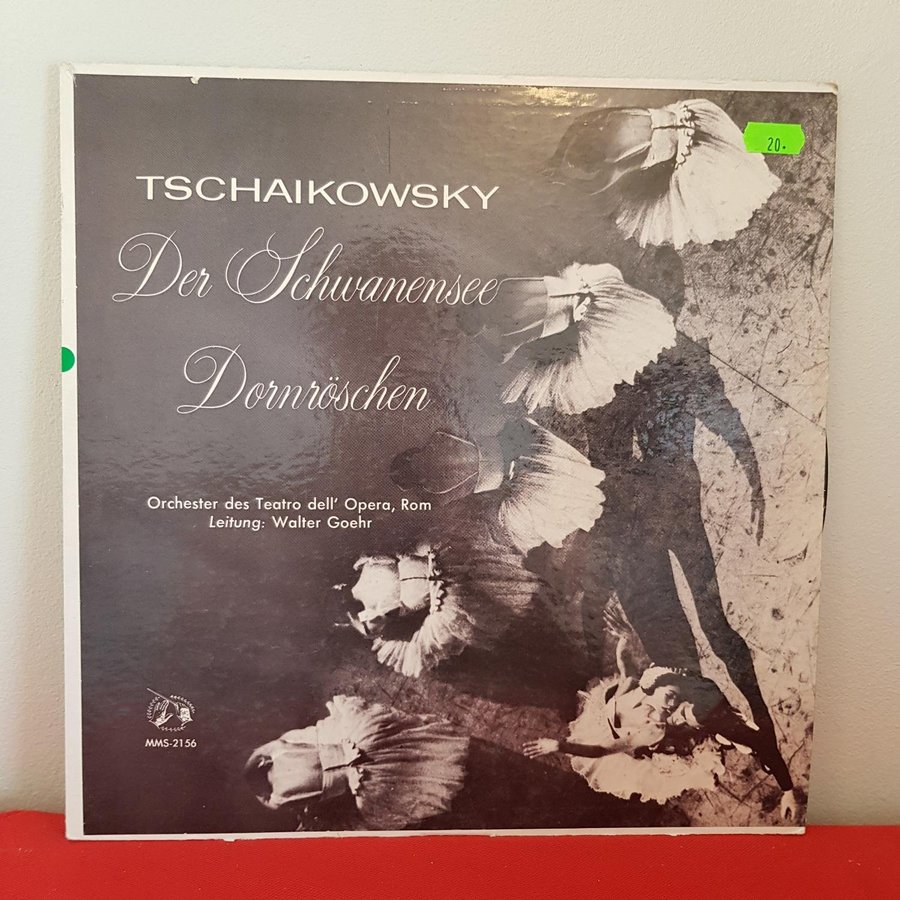 20.
TSCHAIKOWSKY
Der Schwanensee
Dornröschen
Orchester des Teatro dell' Opera, Rom
Leitung: Walter Goehr
MMS-2156